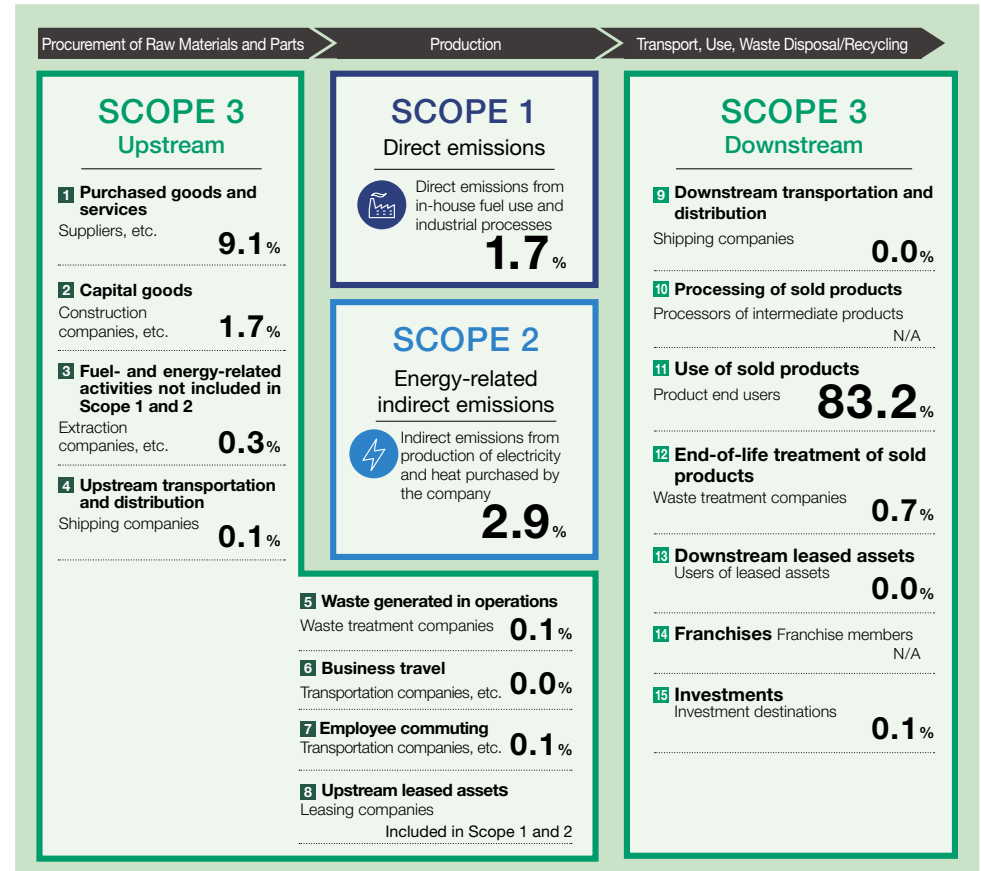 Procurement of Raw Materials and Parts
Production
Transport, Use, Waste Disposal/Recycling
SCOPE 3
Upstream
1 Purchased goods and
services
Suppliers, etc.
9.1%
2 Capital goods
Construction
companies, etc.
1.7%
3 Fuel- and energy-related
activities not included in
Scope 1 and 2
Extraction
companies, etc.
0.3%
4 Upstream transportation
and distribution
Shipping companies
0.1%
5 Waste generated in operations
Waste treatment companies
0.1%
6 Business travel
Transportation companies, etc.
0.0%
7 Employee commuting
Transportation companies, etc.
0.1%
8 Upstream leased assets
Leasing companies
Included in Scope 1 and 2
SCOPE 1
Direct emissions
Direct emissions from
in-house fuel use and
industrial processes
1.7%
SCOPE 2
Energy-related
indirect emissions
Indirect emissions from
production of electricity
and heat purchased by
the company
2.9%
SCOPE 3
Downstream
9 Downstream transportation and
distribution
Shipping companies
0.0%
10 Processing of sold products
Processors of intermediate products
N/A
11 Use of sold products
Product end users
83.2%
12 End-of-life treatment of sold
products
Waste treatment companies
0.7%
13 Downstream leased assets
Users of leased assets
0.0%
14 Franchises Franchise members
N/A
15 Investments
Investment destinations
0.1%